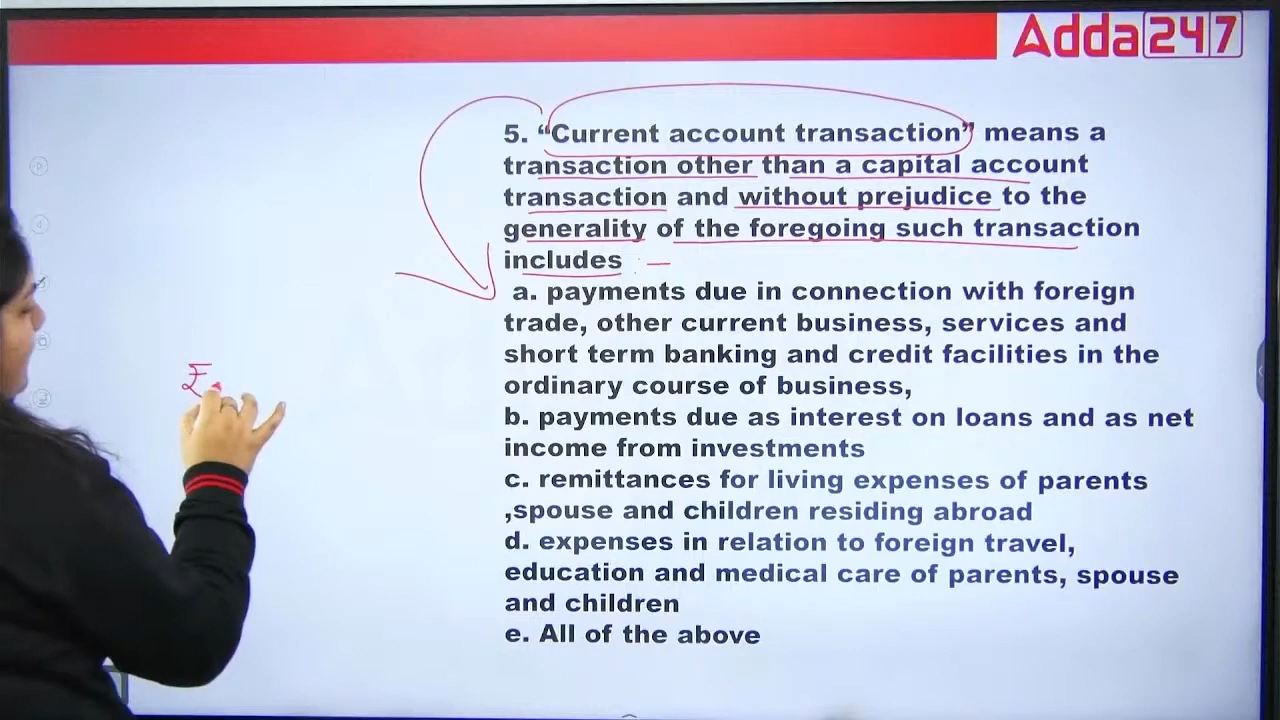 Adda247
5. “Current account transaction” means a
transaction other than a capital account
transaction and without prejudice to the
generality of the foregoing such transaction
includes :
a. payments due in connection with foreign
trade, other current business, services and
short term banking and credit facilities in the
ordinary course of business,
b. payments due as interest on loans and as net
income from investments
c. remittances for living expenses of parents
,spouse and children residing abroad
d. expenses in relation to foreign travel,
education and medical care of parents, spouse
and children
e. All of the above
₹